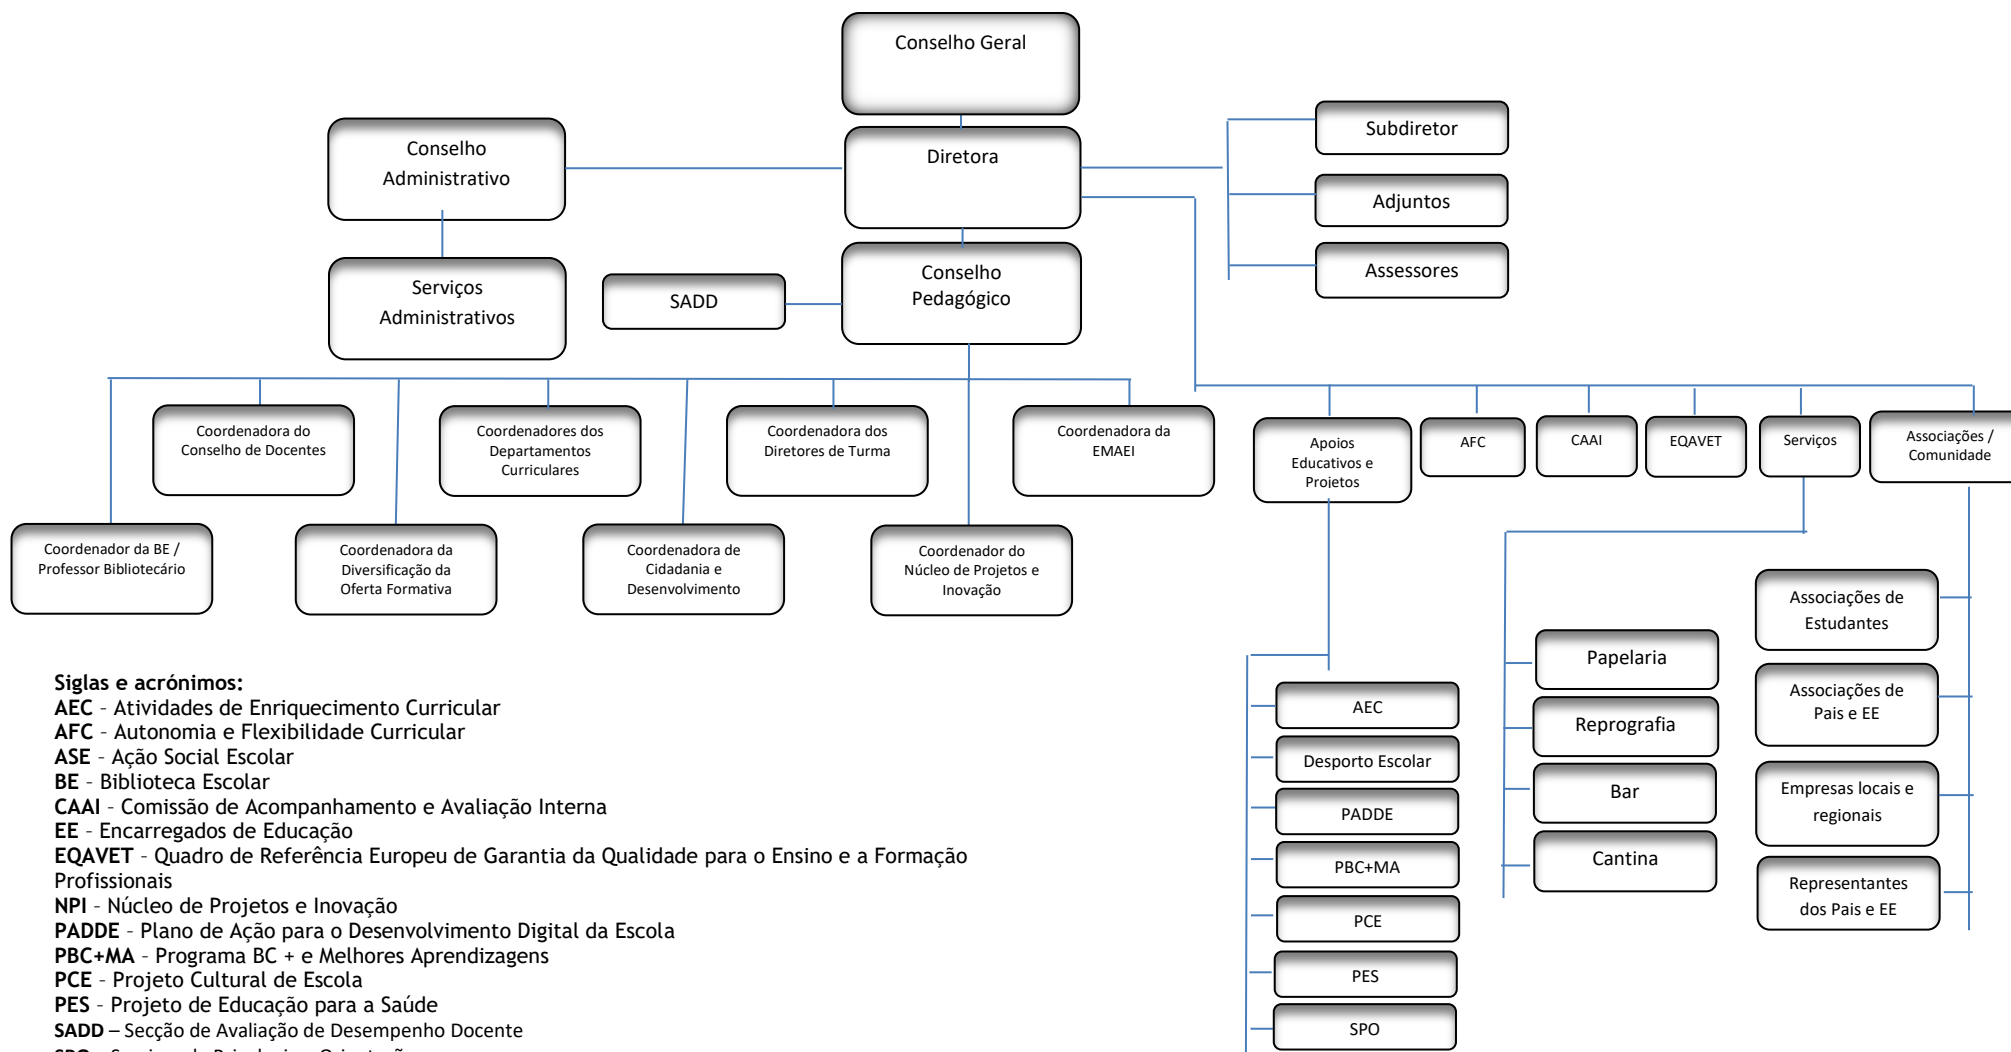 Conselho Geral
Conselho
Administrativo
Diretora
Subdiretor
Adjuntos
Assessores
Serviços
Administrativos
SADD
Conselho
Pedagógico
Coordenadora do
Conselho de Docentes
Coordenadores dos
Departamentos
Curriculares
Coordenadora dos
Diretores de Turma
Coordenadora da
EMAEI
Apoios
Educativos e
Projetos
AFC
CAAI
EQAVET
Serviços
Associações /
Comunidade
Coordenador da BE /
Professor Bibliotecário
Coordenadora da
Diversificação da
Oferta Formativa
Coordenadora de
Cidadania e
Desenvolvimento
Coordenador do
Núcleo de Projetos e
Inovação
AEC
Desporto Escolar
PADDE
PBC+MA
PCE
PES
SPO
Papelaria
Reprografia
Bar
Cantina
Associações de
Estudantes
Associações de
Pais e EE
Empresas locais e
regionais
Representantes
dos Pais e EE
Siglas e acrónimos:
AEC – Atividades de Enriquecimento Curricular
AFC – Autonomia e Flexibilidade Curricular
ASE – Ação Social Escolar
BE – Biblioteca Escolar
CAAI – Comissão de Acompanhamento e Avaliação Interna
EE – Encarregados de Educação
EQAVET – Quadro de Referência Europeu de Garantia da Qualidade para o Ensino e a Formação
Profissionais
NPI – Núcleo de Projetos e Inovação
PADDE – Plano de Ação para o Desenvolvimento Digital da Escola
PBC+MA – Programa BC + e Melhores Aprendizagens
PCE – Projeto Cultural de Escola
PES – Projeto de Educação para a Saúde
SADD – Secção de Avaliação de Desempenho Docente